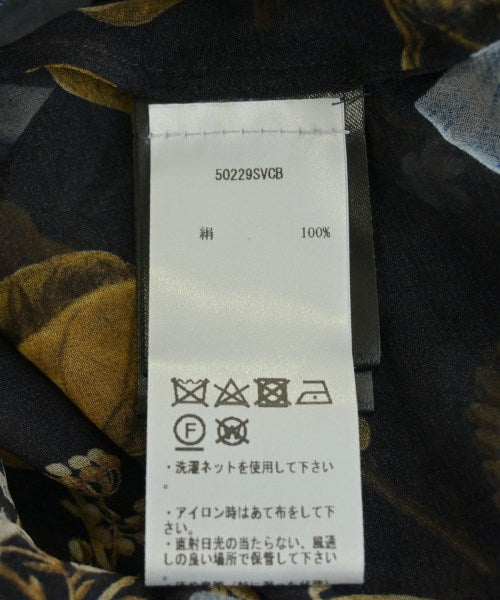 50229SVCB
絹 100%
F W
・洗濯ネットを使用して下さい
。
・アイロン時はあて布をして下
さい。
・直射日光の当たらない、風通
しの良い場所で保管して下さい
。